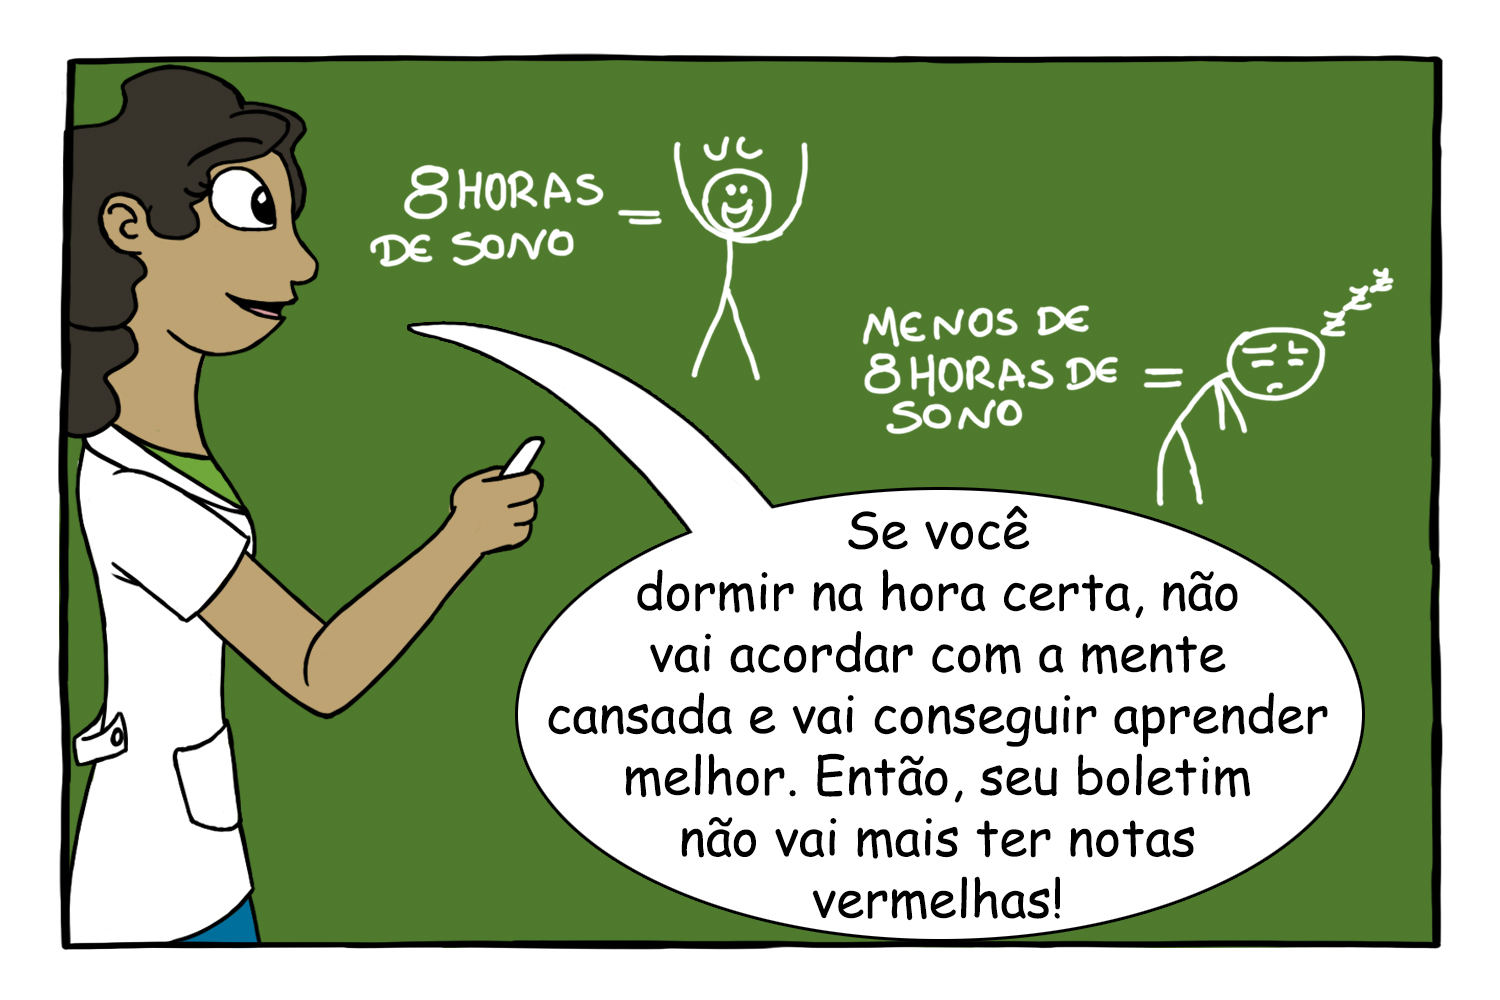 8 HORAS
DE SONO =
MENOS DE
8 HORAS DE =
SONO
z z z
Se você
dormir na hora certa, não
vai acordar com a mente
cansada e vai conseguir aprender
melhor. Então, seu boletim
não vai mais ter notas
vermelhas!